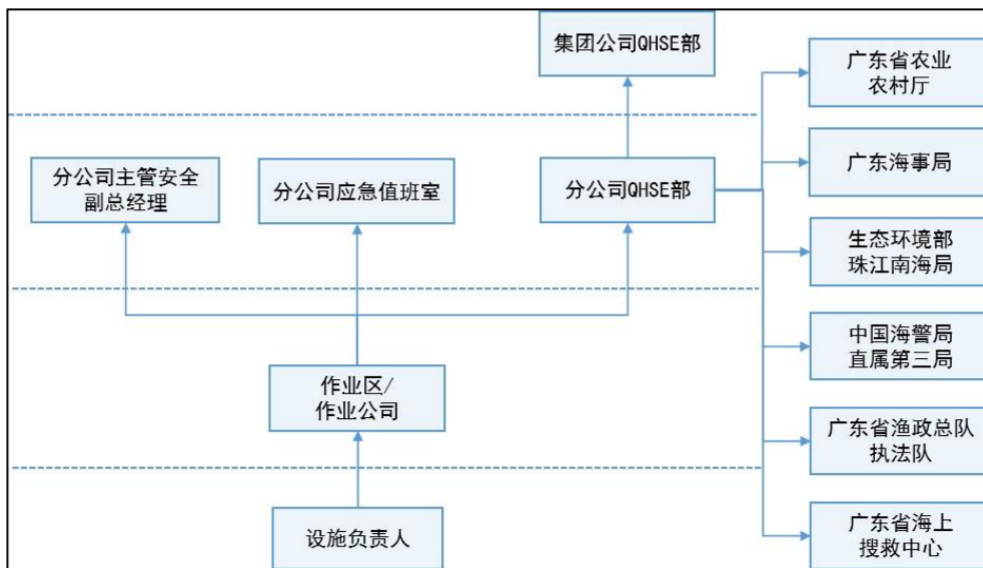 集团公司QHSE部
广东省农业
农村厅
分公司主管安全
副总经理
分公司应急值班室
分公司QHSE部
广东海事局
生态环境部
珠江南海局
中国海警局
直属第三局
作业区/
作业公司
广东省渔政总队
执法队
设施负责人
广东省海上
搜救中心